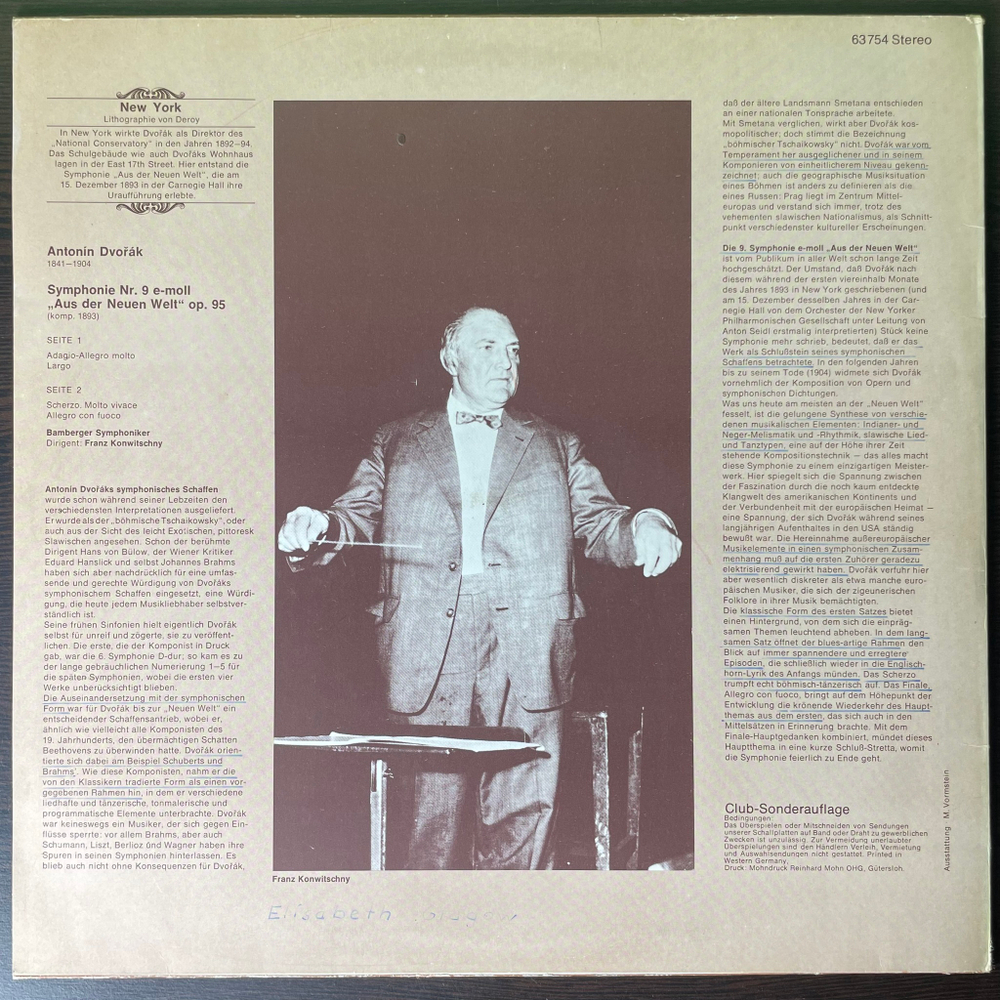 63754 Stereo
New York
Lithographie von Deroy
In New York wirkte Dvořák als Direktor des
„National Conservatory“ in den Jahren 1892–94.
Das Schulgebäude wie auch Dvořáks Wohnhaus
lagen in der East 17th Street. Hier entstand die
Symphonie „Aus der Neuen Welt“, die am
15. Dezember 1893 in der Carnegie Hall ihre
Uraufführung erlebte.
Antonín Dvořák
1841—1904
Symphonie Nr. 9 e-moll
„Aus der Neuen Welt“ op. 95
(komp. 1893)
SEITE 1
Adagio-Allegro molto
Largo
SEITE 2
Scherzo. Molto vivace
Allegro con fuoco
Bamberger Symphoniker
Dirigent: Franz Konwitschny
Antonín Dvořáks symphonisches Schaffen
wurde schon während seiner Lebzeiten den
verschiedensten Interpretationen ausgeliefert.
Er wurde als der „böhmische Tschaikowsky“, oder
auch aus der Sicht des leicht Exotischen, pittoresk
Slawischen angesehen. Schon der berühmte
Dirigent Hans von Bülow, der Wiener Kritiker
Eduard Hanslick und selbst Johannes Brahms
haben sich aber nachdrücklich für eine umfas-
sende und gerechte Würdigung von Dvořáks
symphonischem Schaffen eingesetzt, eine Würdi-
gung, die heute jedem Musikliebhaber selbstver-
ständlich ist.
Seine frühen Sinfonien hielt eigentlich Dvořák
selbst für unreif und zögerte, sie zu veröffent-
lichen. Die erste, die der Komponist in Druck
gab, war die 6. Symphonie D-dur; so kam es zu
der lange gebräuchlichen Numerierung 1—5 für
die späten Symphonien, wobei die ersten vier
Werke unberücksichtigt blieben.
Die Auseinandersetzung mit der symphonischen
Form war für Dvořák bis zur „Neuen Welt“ ein
entscheidender Schaffensantrieb, wobei er,
ähnlich wie vielleicht alle Komponisten des
19. Jahrhunderts, den übermächtigen Schatten
Beethovens zu überwinden hatte. Dvořák orien-
tierte sich dabei am Beispiel Schuberts und
Brahms'. Wie diese Komponisten, nahm er die
von den Klassikern tradierte Form als einen vor-
gegebenen Rahmen hin, in dem er verschiedene
liedhafte und tänzerische, tonmalerische und
programmatische Elemente unterbrachte. Dvořák
war keineswegs ein Musiker, der sich gegen Ein-
flüsse sperrte: vor allem Brahms, aber auch
Schumann, Liszt, Berlioz und Wagner haben ihre
Spuren in seinen Symphonien hinterlassen. Es
blieb auch nicht ohne Konsequenzen für Dvořák,
Franz Konwitschny
Elisabeth
daß der ältere Landsmann Smetana entschieden
an einer nationalen Tonsprache arbeitete.
Mit Smetana verglichen, wirkt aber Dvořák kos-
mopolitischer; doch stimmt die Bezeichnung
„böhmischer Tschaikowsky“ nicht. Dvořák war vom
Temperament her ausgeglichener und in seinem
Komponieren von einheitlicherem Niveau gekenn-
zeichnet; auch die geographische Musiksituation
eines Böhmen ist anders zu definieren als die
eines Russen: Prag liegt im Zentrum Mittel-
europas und verstand sich immer, trotz des
vehementen slawischen Nationalismus, als Schnitt-
punkt verschiedenster kultureller Erscheinungen.
Die 9. Symphonie e-moll „Aus der Neuen Welt“
ist vom Publikum in aller Welt schon lange Zeit
hochgeschätzt. Der Umstand, daß Dvořák nach
diesem während der ersten viereinhalb Monate
des Jahres 1893 in New York geschriebenen (und
am 15. Dezember desselben Jahres in der Car-
negie Hall von dem Orchester der New Yorker
Philharmonischen Gesellschaft unter Leitung von
Anton Seidl erstmalig interpretierten) Stück keine
Symphonie mehr schrieb, bedeutet, daß er das
Werk als Schlußstein seines symphonischen
Schaffens betrachtete. In den folgenden Jahren
bis zu seinem Tode (1904) widmete sich Dvořák
vornehmlich der Komposition von Opern und
symphonischen Dichtungen.
Was uns heute am meisten an der „Neuen Welt“
fesselt, ist die gelungene Synthese von verschie-
denen musikalischen Elementen: Indianer- und
Neger-Melismatik und -Rhythmik, slawische Lied-
und Tanztypen, eine auf der Höhe ihrer Zeit
stehende Kompositionstechnik — das alles macht
diese Symphonie zu einem einzigartigen Meister-
werk. Hier spiegelt sich die Spannung zwischen
der Faszination durch die noch kaum entdeckte
Klangwelt des amerikanischen Kontinents und
der Verbundenheit mit der europäischen Heimat —
eine Spannung, der sich Dvořák während seines
langjährigen Aufenthaltes in den USA ständig
bewußt war. Die Hereinnahme außereuropäischer
Musikelemente in einen symphonischen Zusam-
menhang muß auf die ersten Zuhörer geradezu
elektrisierend gewirkt haben. Dvořák verfuhr hier
aber wesentlich diskreter als etwa manche euro-
päischen Musiker, die sich der zigeunerischen
Folklore in ihrer Musik bemächtigten.
Die klassische Form des ersten Satzes bietet
einen Hintergrund, von dem sich die einpräg-
samen Themen leuchtend abheben. In dem lang-
samen Satz öffnet der blues-artige Rahmen den
Blick auf immer spannendere und erregtere
Episoden, die schließlich wieder in die Englisch-
horn-Lyrik des Anfangs münden. Das Scherzo
trumpft echt böhmisch-tänzerisch auf. Das Finale,
Allegro con fuoco, bringt auf dem Höhepunkt der
Entwicklung die krönende Wiederkehr des Haupt-
themas aus dem ersten, das sich auch in den
Mittelsätzen in Erinnerung brachte. Mit dem
Finale-Hauptgedanken kombiniert, mündet dieses
Hauptthema in eine kurze Schluß-Stretta, womit
die Symphonie feierlich zu Ende geht.
Club-Sonderauflage
Bedingungen:
Das Überspielen oder Mitschneiden von Sendungen
unserer Schallplatten auf Band oder Draht zu gewerblichen
Zwecken ist unzulässig. Zur Vermeidung unerlaubter
Überspielungen sind den Händlern Verleih, Vermietung
und Auswahlsendungen nicht gestattet. Printed in
Western Germany.
Druck: Mohndruck Reinhard Mohn OHG, Gütersloh.
Ausstattung M. Vormstein